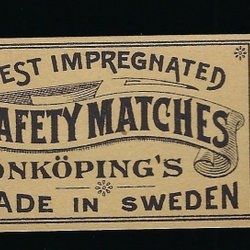 EST IMPREGNATED
AFETY MATCHES
ONKÖPING'S
ADE IN SWEDEN